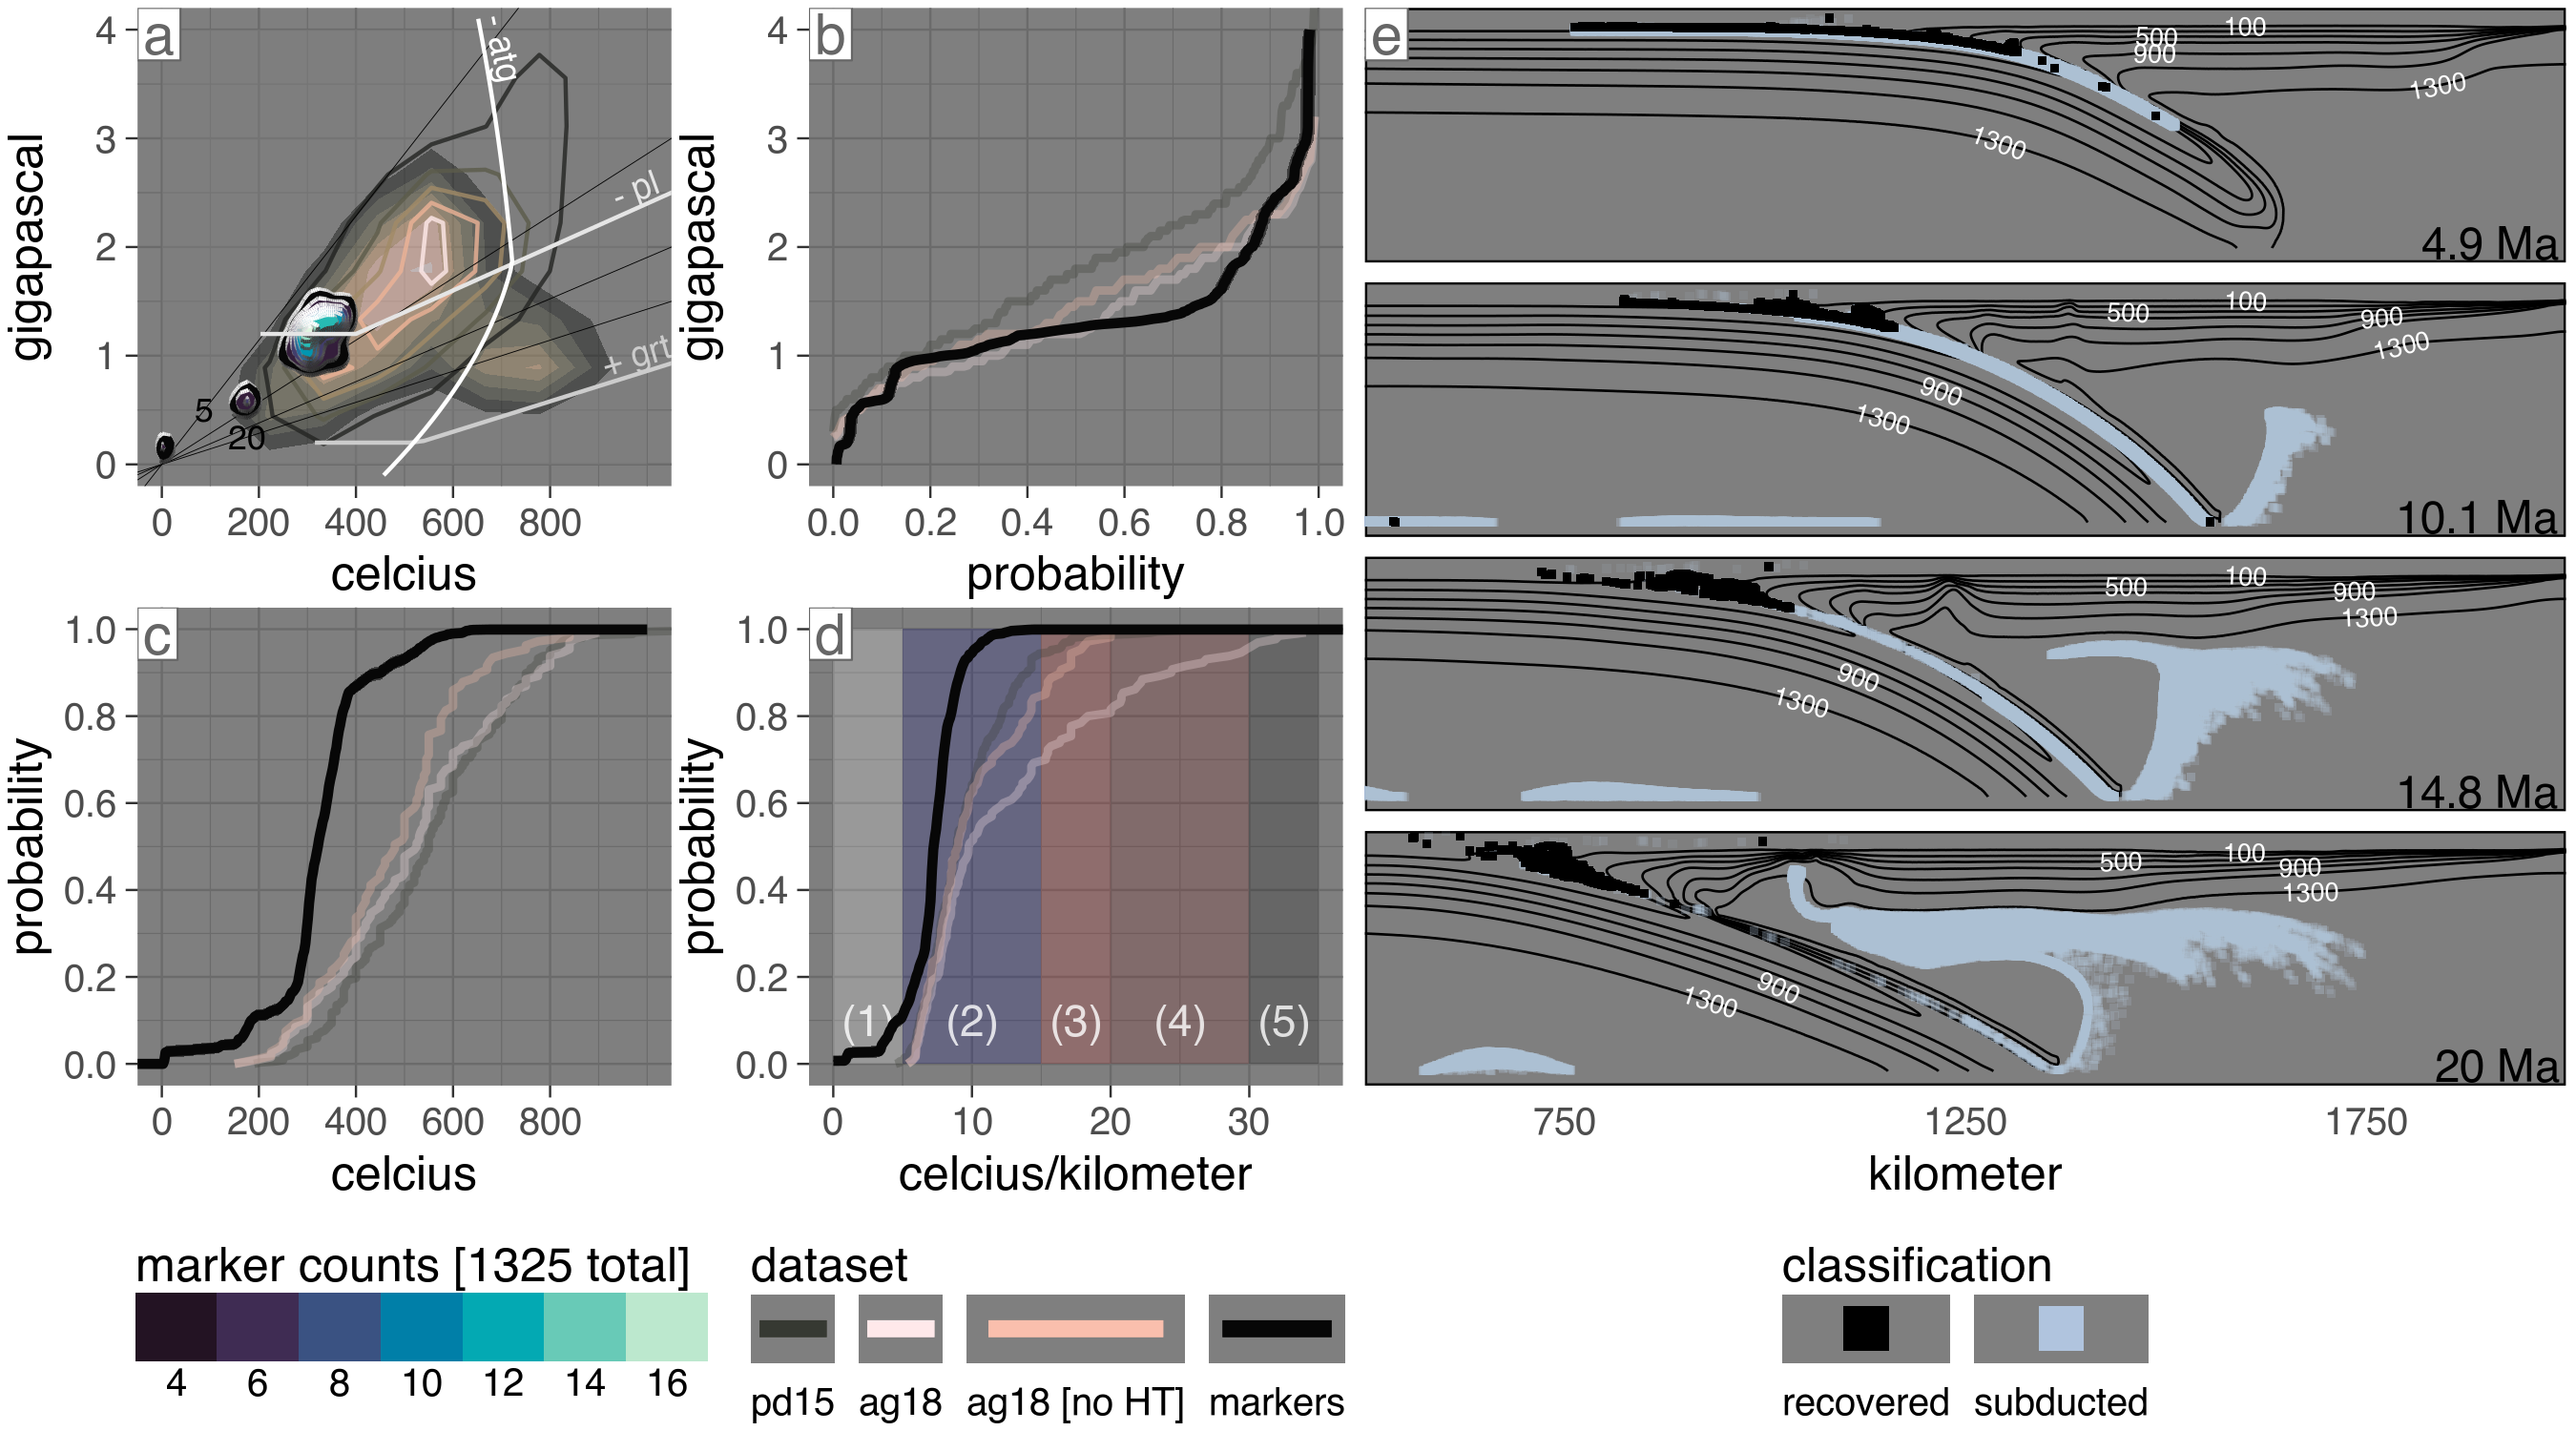 a
4
3
2
1
0
gigapascal
- atg
- pl
+ grt
5
20
0 200 400 600 800
celcius
b
4
3
2
1
0
gigapascal
0.0 0.2 0.4 0.6 0.8 1.0
probability
c
1.0
0.8
0.6
0.4
0.2
0.0
probability
0 200 400 600 800
celcius
d
1.0
0.8
0.6
0.4
0.2
0.0
probability
(1) (2) (3) (4) (5)
0 10 20 30
celcius/kilometer
e
100
500
900
1300
1300
4.9 Ma
100
500
900
1300
900
1300
10.1 Ma
100
500
900
1300
900
1300
14.8 Ma
100
500
900
1300
900
1300
20 Ma
750 1250 1750
kilometer
marker counts [1325 total]
4 6 8 10 12 14 16
dataset
pd15 ag18 ag18 [no HT] markers
classification
recovered subducted